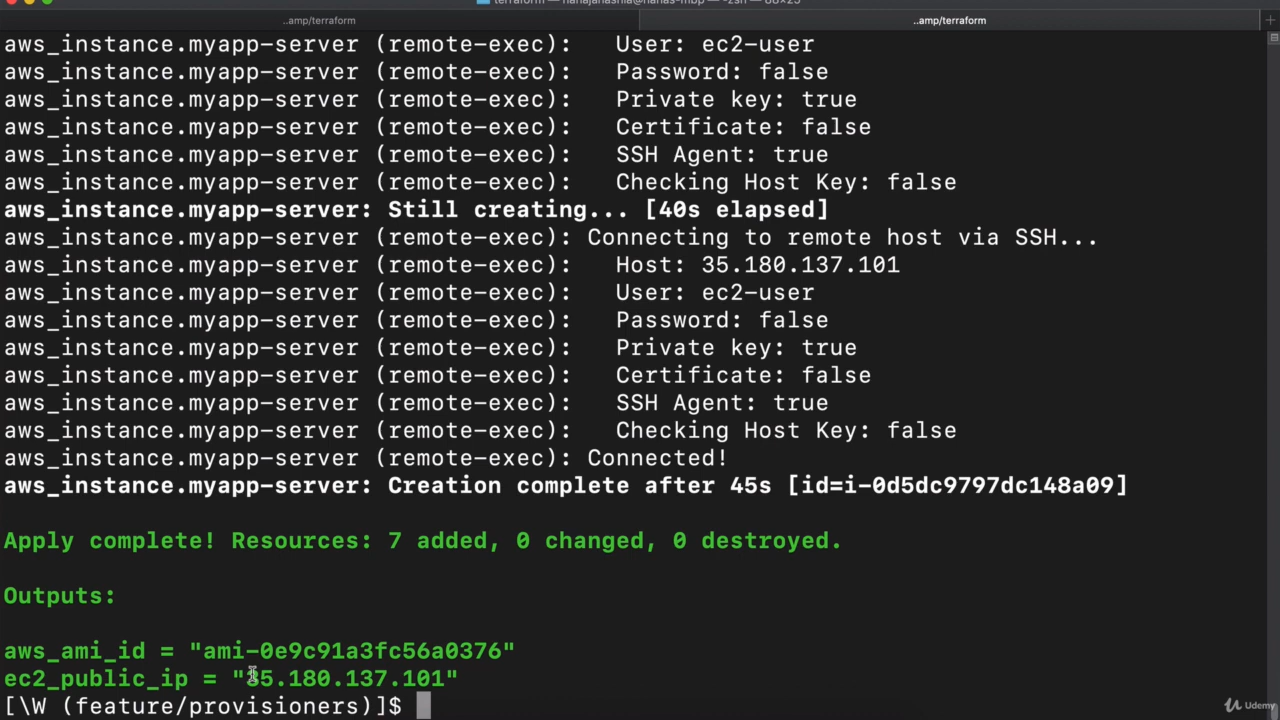 ..amp/terraform
..amp/terraform
aws_instance.myapp-server (remote-exec):   User: ec2-user
aws_instance.myapp-server (remote-exec):   Password: false
aws_instance.myapp-server (remote-exec):   Private key: true
aws_instance.myapp-server (remote-exec):   Certificate: false
aws_instance.myapp-server (remote-exec):   SSH Agent: true
aws_instance.myapp-server (remote-exec):   Checking Host Key: false
aws_instance.myapp-server: Still creating... [40s elapsed]
aws_instance.myapp-server (remote-exec): Connecting to remote host via SSH...
aws_instance.myapp-server (remote-exec):   Host: 35.180.137.101
aws_instance.myapp-server (remote-exec):   User: ec2-user
aws_instance.myapp-server (remote-exec):   Password: false
aws_instance.myapp-server (remote-exec):   Private key: true
aws_instance.myapp-server (remote-exec):   Certificate: false
aws_instance.myapp-server (remote-exec):   SSH Agent: true
aws_instance.myapp-server (remote-exec):   Checking Host Key: false
aws_instance.myapp-server (remote-exec): Connected!
aws_instance.myapp-server: Creation complete after 45s [id=i-0d5dc9797dc148a09]
Apply complete! Resources: 7 added, 0 changed, 0 destroyed.
Outputs:
aws_ami_id = "ami-0e9c91a3fc56a0376"
ec2_public_ip = "35.180.137.101"
[\W (feature/provisioners)]$
Udemy